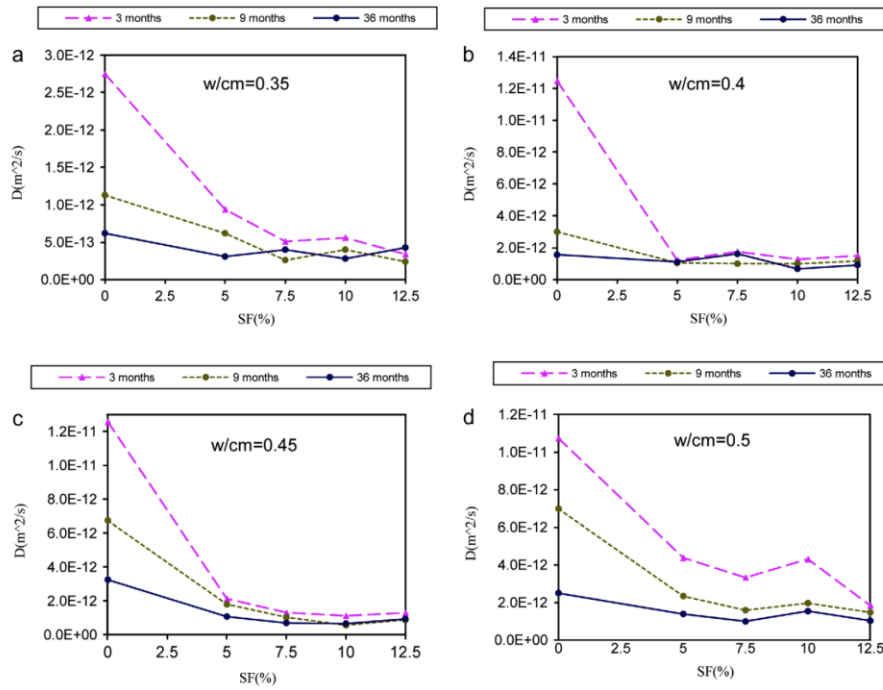 3 months 9 months 36 months
a
w/cm=0.35
3.0E-12
2.5E-12
2.0E-12
1.5E-12
1.0E-12
5.0E-13
0.0E+00
D(m^2/s)
0 2.5 5 7.5 10 12.5
SF(%)
3 months 9 months 36 months
b
w/cm=0.4
1.4E-11
1.2E-11
1.0E-11
8.0E-12
6.0E-12
4.0E-12
2.0E-12
0.0E+00
D(m^2/s)
0 2.5 5 7.5 10 12.5
SF(%)
3 months 9 months 36 months
c
w/cm=0.45
1.2E-11
1.0E-11
8.0E-12
6.0E-12
4.0E-12
2.0E-12
0.0E+00
D(m^2/s)
0 2.5 5 7.5 10 12.5
SF(%)
3 months 9 months 36 months
d
w/cm=0.5
1.2E-11
1.0E-11
8.0E-12
6.0E-12
4.0E-12
2.0E-12
0.0E+00
D(m^2/s)
0 2.5 5 7.5 10 12.5
SF(%)